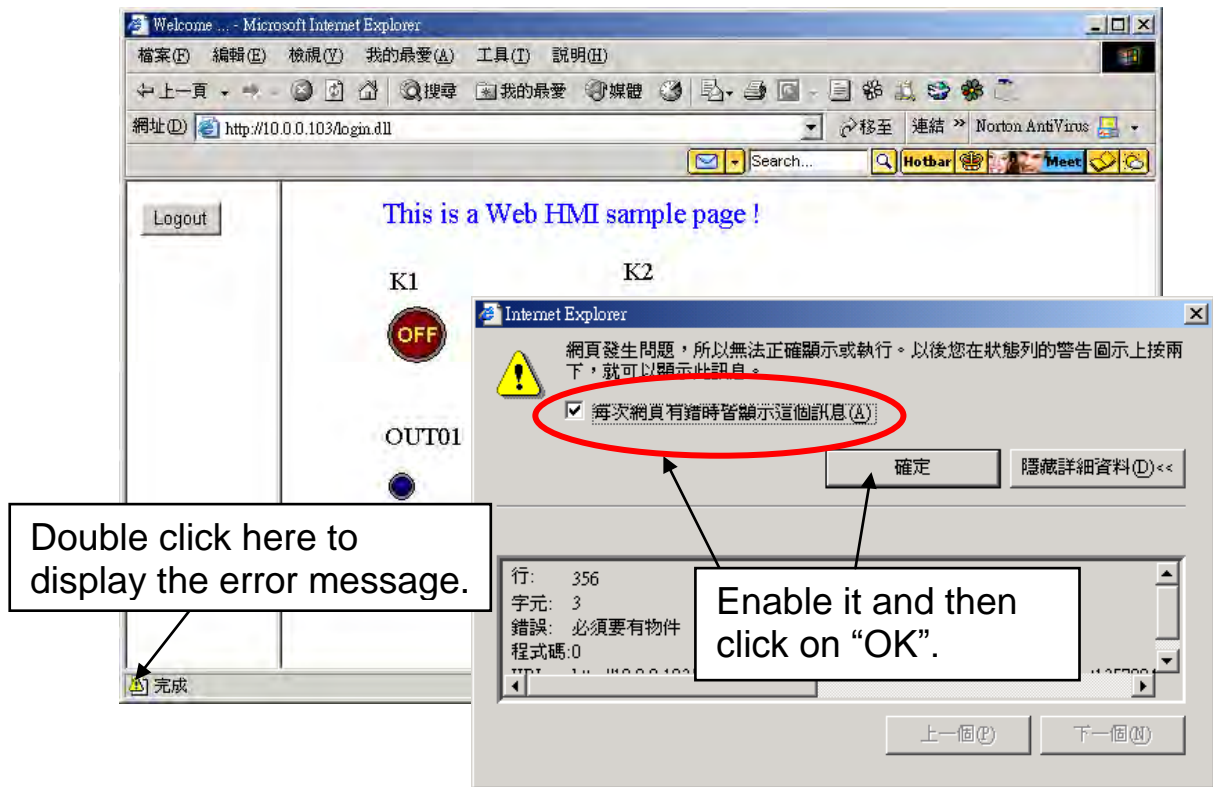 Welcome ... - Microsoft Internet Explorer
檔案(F) 編輯(E) 檢視(V) 我的最愛(A) 工具(T) 説明(H)
上一頁 搜尋 我的最愛 媒體
網址(D) http://10.0.0.103/login.dll 移至 連結 » Norton AntiVirus
Search... Hotbar Meet
Logout
This is a Web HMI sample page !
K1 K2
OFF
OUT01
Internet Explorer
網頁發生問題，所以無法正確顯示或執行。以後您在狀態列的警告圖示上按兩
下，就可以顯示此訊息。
每次網頁有錯時皆顯示這個訊息(A)
確定 隱藏詳細資料(D)<<
Double click here to
display the error message.
行: 356
字元: 3
錯誤: 必須要有物件
程式碼:0
Enable it and then
click on “OK”.
完成
上一個(P) 下一個(N)